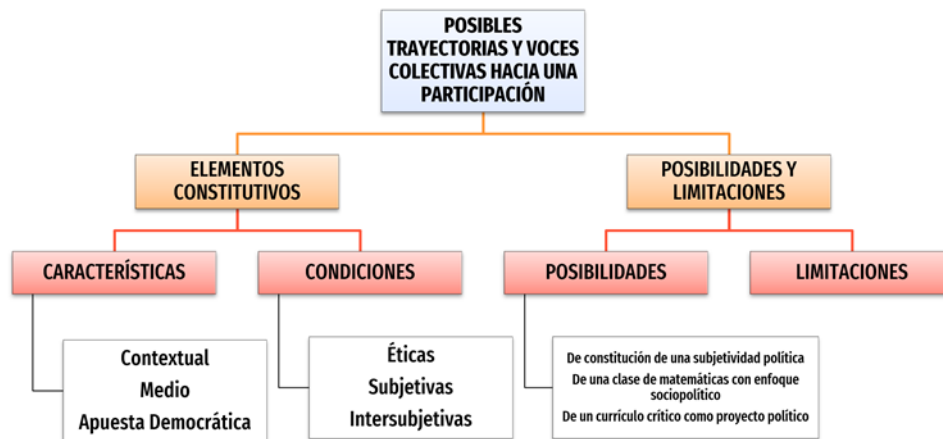 POSIBLES
TRAYECTORIAS Y VOCES
COLECTIVAS HACIA UNA
PARTICIPACIÓN
ELEMENTOS
CONSTITUTIVOS
POSIBILIDADES Y
LIMITACIONES
CARACTERÍSTICAS
CONDICIONES
POSIBILIDADES
LIMITACIONES
Contextual
Medio
Apuesta Democrática
Éticas
Subjetivas
Intersubjetivas
De constitución de una subjetividad política
De una clase de matemáticas con enfoque
sociopolítico
De un currículo crítico como proyecto político